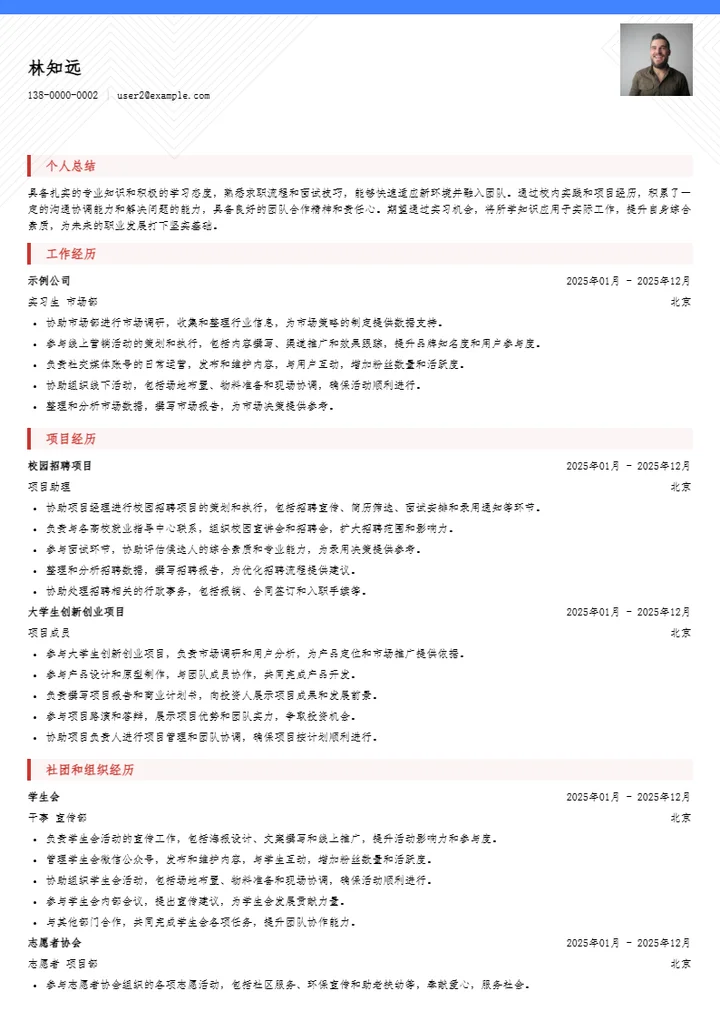 林知远
138-0000-0002 | user2@example.com
个人总结
具备扎实的专业知识和积极的学习态度，熟悉求职流程和面试技巧，能够快速适应新环境并融入团队。通过校内实践和项目经历，积累了一
定的沟通协调能力和解决问题的能力，具备良好的团队合作精神和责任心。期望通过实习机会，将所学知识应用于实际工作，提升自身综合
素质，为未来的职业发展打下坚实基础。
工作经历
示例公司 2025年01月 - 2025年12月
实习生 市场部 北京
• 协助市场部进行市场调研，收集和整理行业信息，为市场策略的制定提供数据支持。
• 参与线上营销活动的策划和执行，包括内容撰写、渠道推广和效果跟踪，提升品牌知名度和用户参与度。
• 负责社交媒体账号的日常运营，发布和维护内容，与用户互动，增加粉丝数量和活跃度。
• 协助组织线下活动，包括场地布置、物料准备和现场协调，确保活动顺利进行。
• 整理和分析市场数据，撰写市场报告，为市场决策提供参考。
项目经历
校园招聘项目 2025年01月 - 2025年12月
项目助理 北京
• 协助项目经理进行校园招聘项目的策划和执行，包括招聘宣传、简历筛选、面试安排和录用通知等环节。
• 负责与各高校就业指导中心联系，组织校园宣讲会和招聘会，扩大招聘范围和影响力。
• 参与面试环节，协助评估候选人的综合素质和专业能力，为录用决策提供参考。
• 整理和分析招聘数据，撰写招聘报告，为优化招聘流程提供建议。
• 协助处理招聘相关的行政事务，包括报销、合同签订和入职手续等。
大学生创新创业项目 2025年01月 - 2025年12月
项目成员 北京
• 参与大学生创新创业项目，负责市场调研和用户分析，为产品定位和市场推广提供依据。
• 参与产品设计和原型制作，与团队成员协作，共同完成产品开发。
• 负责撰写项目报告和商业计划书，向投资人展示项目成果和发展前景。
• 参与项目路演和答辩，展示项目优势和团队实力，争取投资机会。
• 协助项目负责人进行项目管理和团队协调，确保项目按计划顺利进行。
社团和组织经历
学生会 2025年01月 - 2025年12月
干事 宣传部 北京
• 负责学生会活动的宣传工作，包括海报设计、文案撰写和线上推广，提升活动影响力和参与度。
• 管理学生会微信公众号，发布和维护内容，与学生互动，增加粉丝数量和活跃度。
• 协助组织学生会活动，包括场地布置、物料准备和现场协调，确保活动顺利进行。
• 参与学生会内部会议，提出宣传建议，为学生会发展贡献力量。
• 与其他部门合作，共同完成学生会各项任务，提升团队协作能力。
志愿者协会 2025年01月 - 2025年12月
志愿者 项目部 北京
• 参与志愿者协会组织的各项志愿活动，包括社区服务、环保宣传和助老扶幼等，奉献爱心，服务社会。